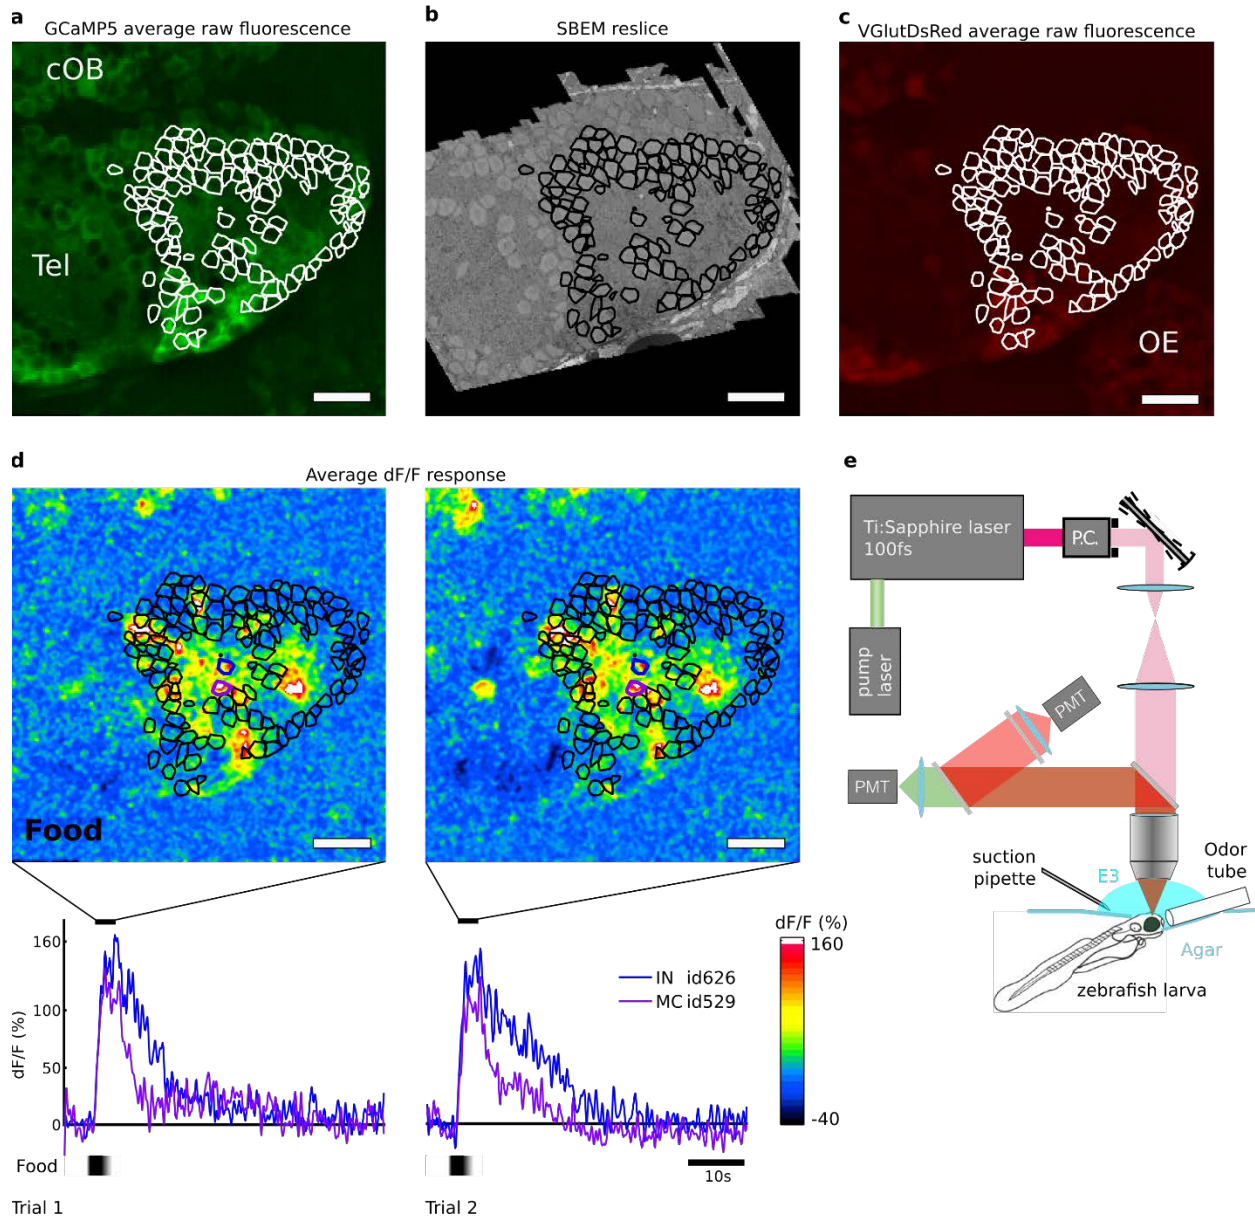 a
GCaMP5 average raw fluorescence
cOB
Tel
b
SBEM reslice
c
VGlutDsRed average raw fluorescence
OE
d
Average dF/F response
Food
160
100
50
0
dF/F (%)
Food
Trial 1
IN id626
MC id529
10s
Trial 2
dF/F (%)
160
-40
e
Ti:Sapphire laser
100fs
P.C.
pump
laser
PMT
PMT
suction
pipette
E3
Odor
tube
Agar
zebrafish larva